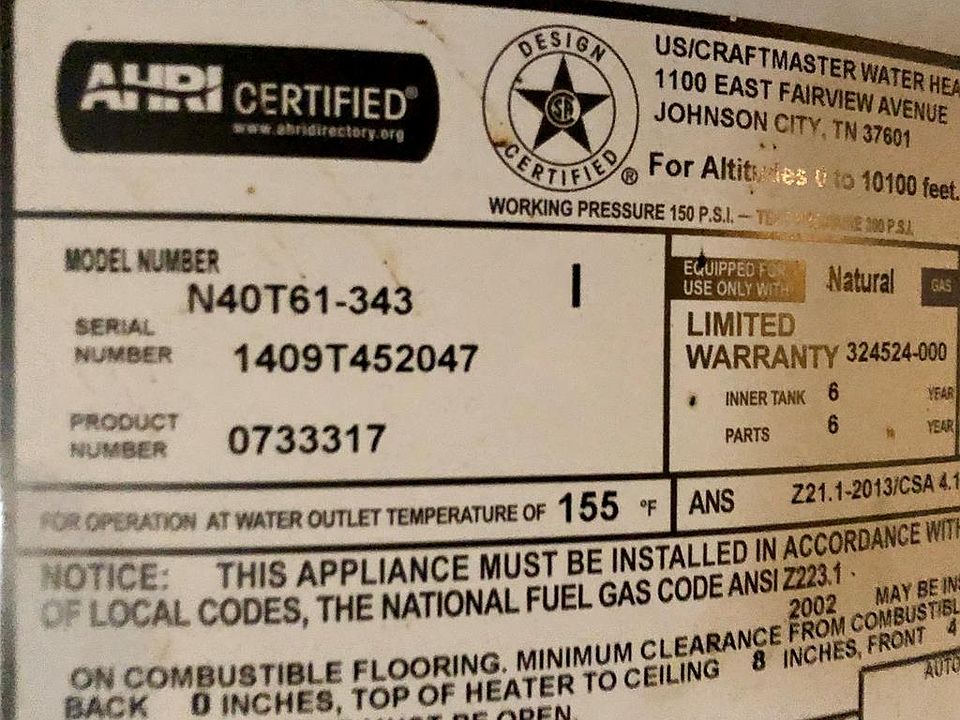 AHRI CERTIFIED®
www.ahridirectory.org
DESIGN
CERTIFIED ®
US/CRAFTMASTER WATER HEA
1100 EAST FAIRVIEW AVENUE
JOHNSON CITY, TN 37601
For Altitudes 0 to 10100 feet.
WORKING PRESSURE 150 P.S.I. — 300 P.S.I.
MODEL NUMBER
N40T61-343 I
SERIAL
NUMBER 1409T452047
PRODUCT
NUMBER 0733317
EQUIPPED FOR
USE ONLY WITH Natural GAS
LIMITED
WARRANTY 324524-000
INNER TANK 6 YEAR
PARTS 6 YEAR
FOR OPERATION AT WATER OUTLET TEMPERATURE OF 155 °F
ANS Z21.1-2013/CSA 4.1
NOTICE: THIS APPLIANCE MUST BE INSTALLED IN ACCORDANCE WITH
OF LOCAL CODES, THE NATIONAL FUEL GAS CODE ANSI Z223.1
2002 MAY BE INS
ON COMBUSTIBLE FLOORING. MINIMUM CLEARANCE FROM COMBUSTIBL
BACK 0 INCHES, TOP OF HEATER TO CEILING 8 INCHES, FRONT 4
BE OPEN.
AUTO